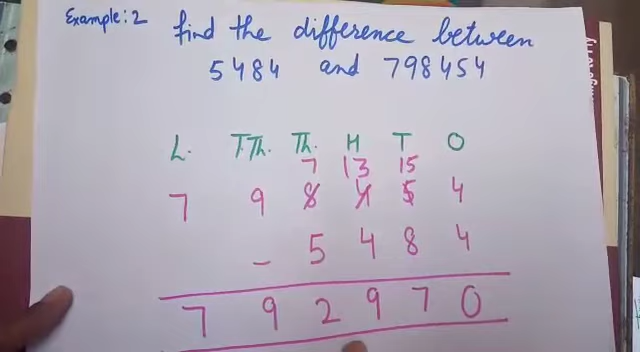 Example: 2 find the difference between
5484 and 798454
L. T.Th. Th. H T O
7 13 15
7 9 8 4 5 4
- 5 4 8 4
7 9 2 9 7 0